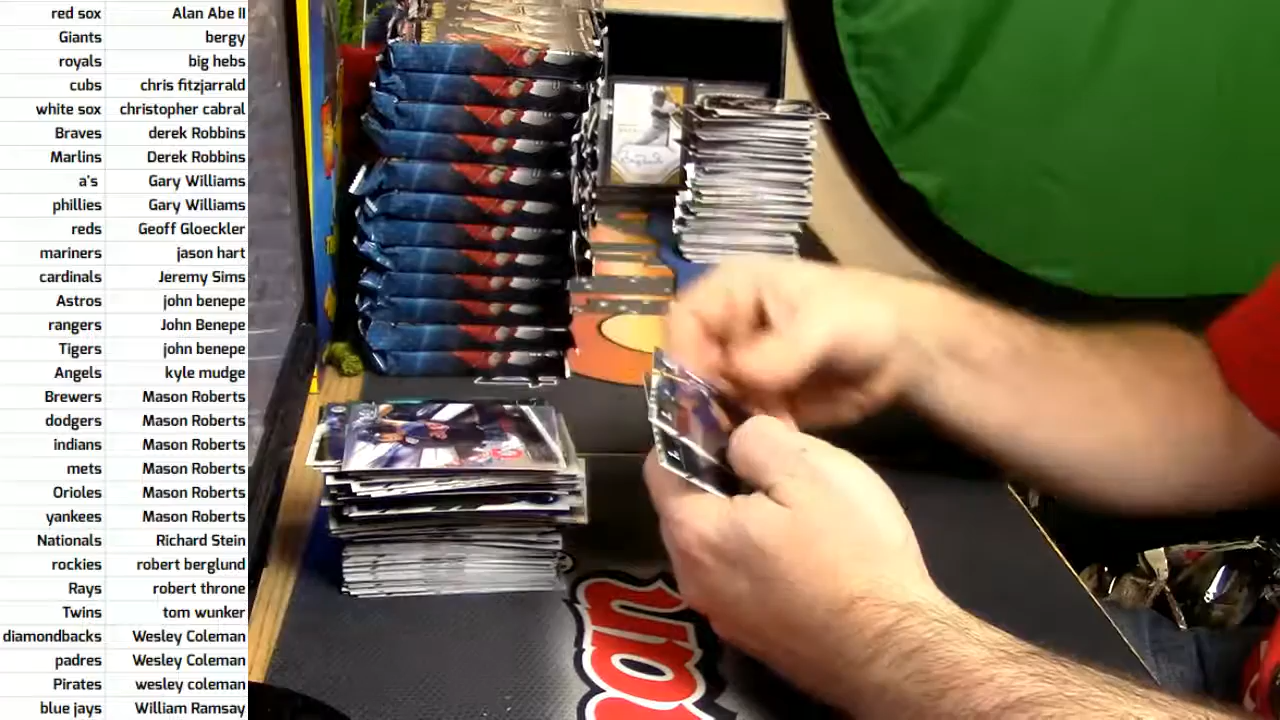 red sox Alan Abe II
Giants bergy
royals big hebs
cubs chris fitzjarrald
white sox christopher cabral
Braves derek Robbins
Marlins Derek Robbins
a's Gary Williams
phillies Gary Williams
reds Geoff Gloeckler
mariners jason hart
cardinals Jeremy Sims
Astros john benepe
rangers John Benepe
Tigers john benepe
Angels kyle mudge
Brewers Mason Roberts
dodgers Mason Roberts
indians Mason Roberts
mets Mason Roberts
Orioles Mason Roberts
yankees Mason Roberts
Nationals Richard Stein
rockies robert berglund
Rays robert throne
Twins tom wunker
diamondbacks Wesley Coleman
padres Wesley Coleman
Pirates wesley coleman
blue jays William Ramsay